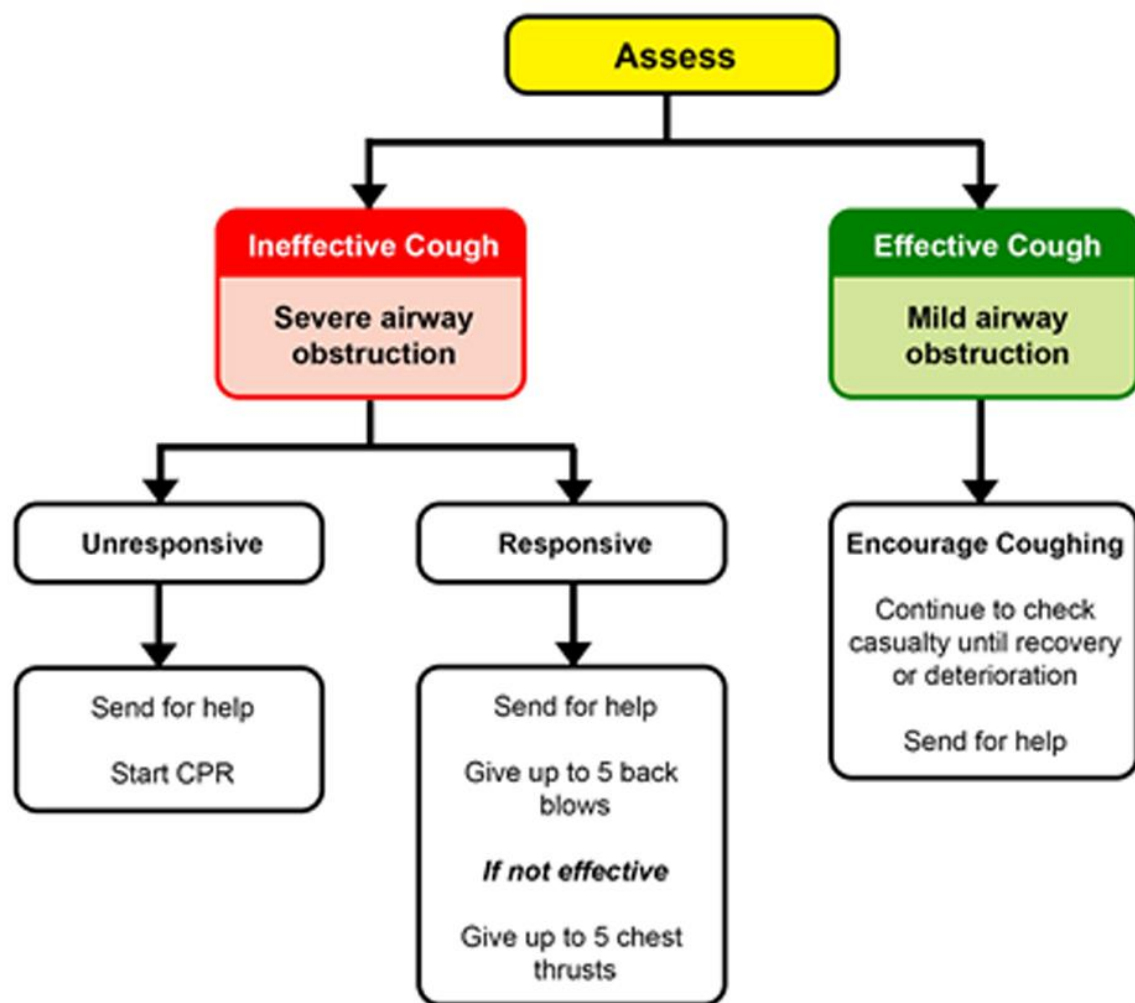 Assess
Ineffective Cough
Severe airway
obstruction
Effective Cough
Mild airway
obstruction
Unresponsive
Send for help
Start CPR
Responsive
Send for help
Give up to 5 back
blows
If not effective
Give up to 5 chest
thrusts
Encourage Coughing
Continue to check
casualty until recovery
or deterioration
Send for help